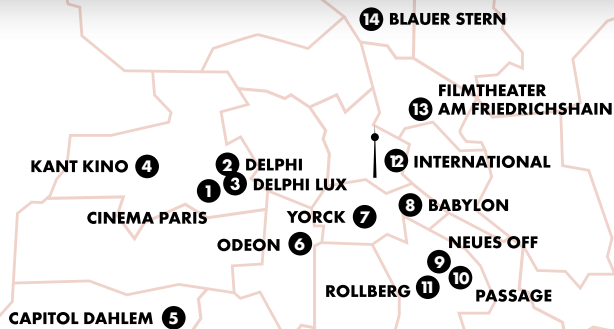 14 BLAUER STERN
FILMTHEATER
13 AM FRIEDRICHSHAIN
KANT KINO 4
2 DELPHI
12 INTERNATIONAL
1
3 DELPHI LUX
CINEMA PARIS
YORCK 7
8 BABYLON
ODEON 6
NEUES OFF
9
10
ROLLBERG 11
PASSAGE
CAPITOL DAHLEM 5